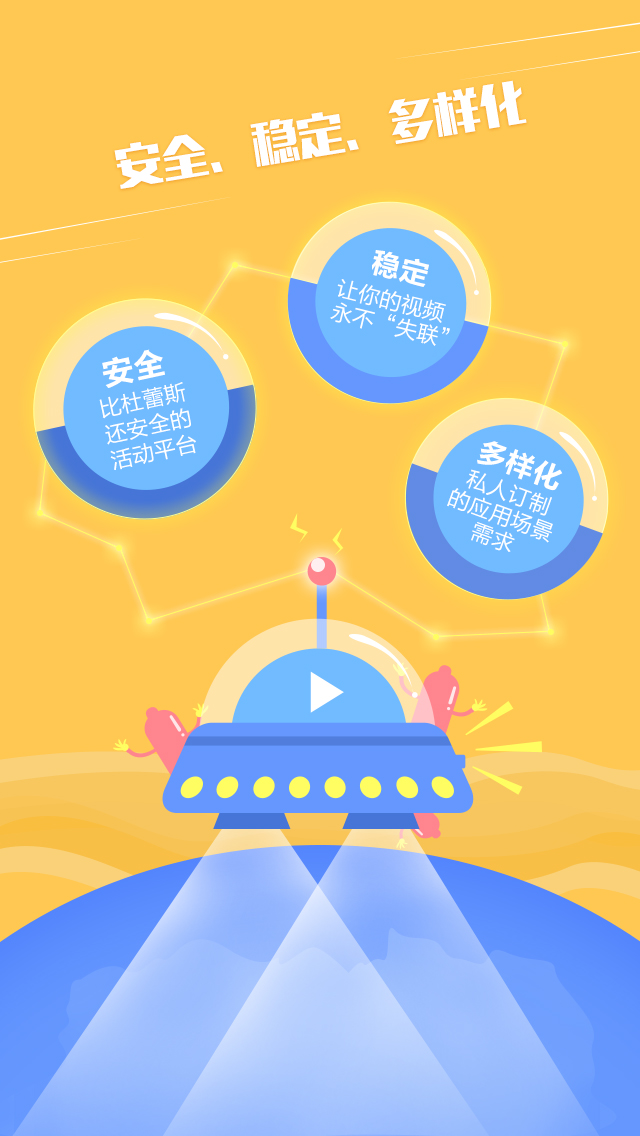 安全、稳定、多样化
稳定
让你的视频
永不“失联”
安全
比杜蕾斯
还安全的
活动平台
多样化
私人订制
的应用场景
需求